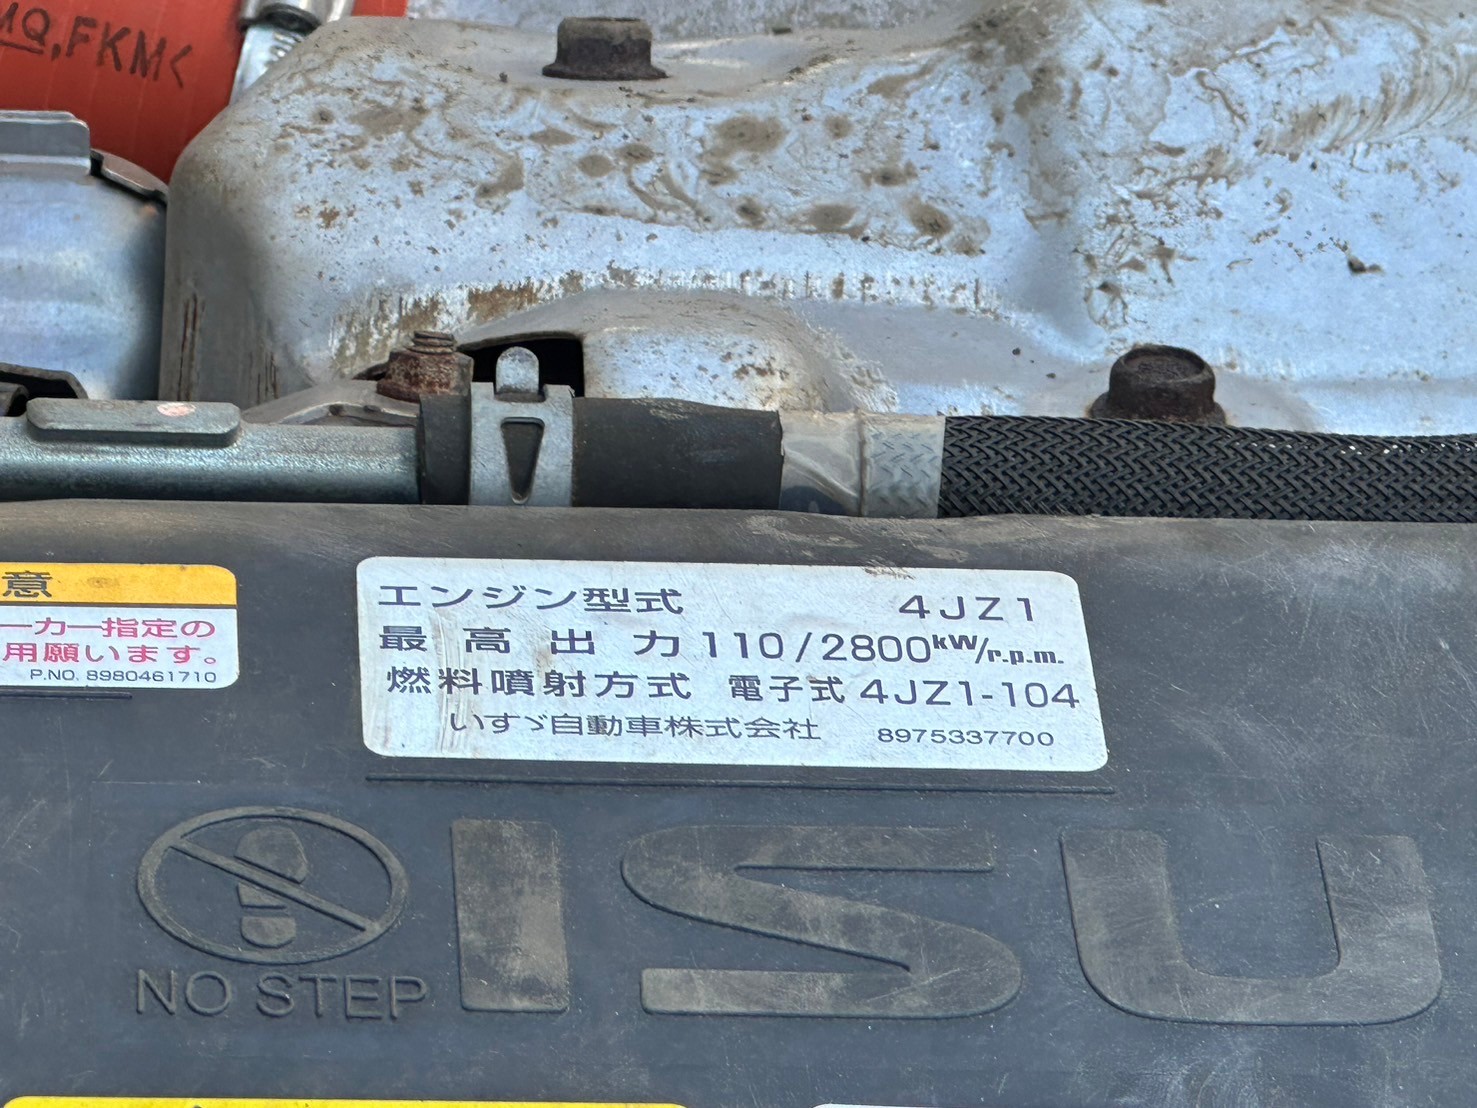 MQ,FKM<
意
ーカー指定の
用願います。
P.NO. 8980461710
エンジン型式 4JZ1
最高出力 110/2800kW/r.p.m.
燃料噴射方式 電子式 4JZ1-104
いすゞ自動車株式会社 8975337700
NO STEP
ISU